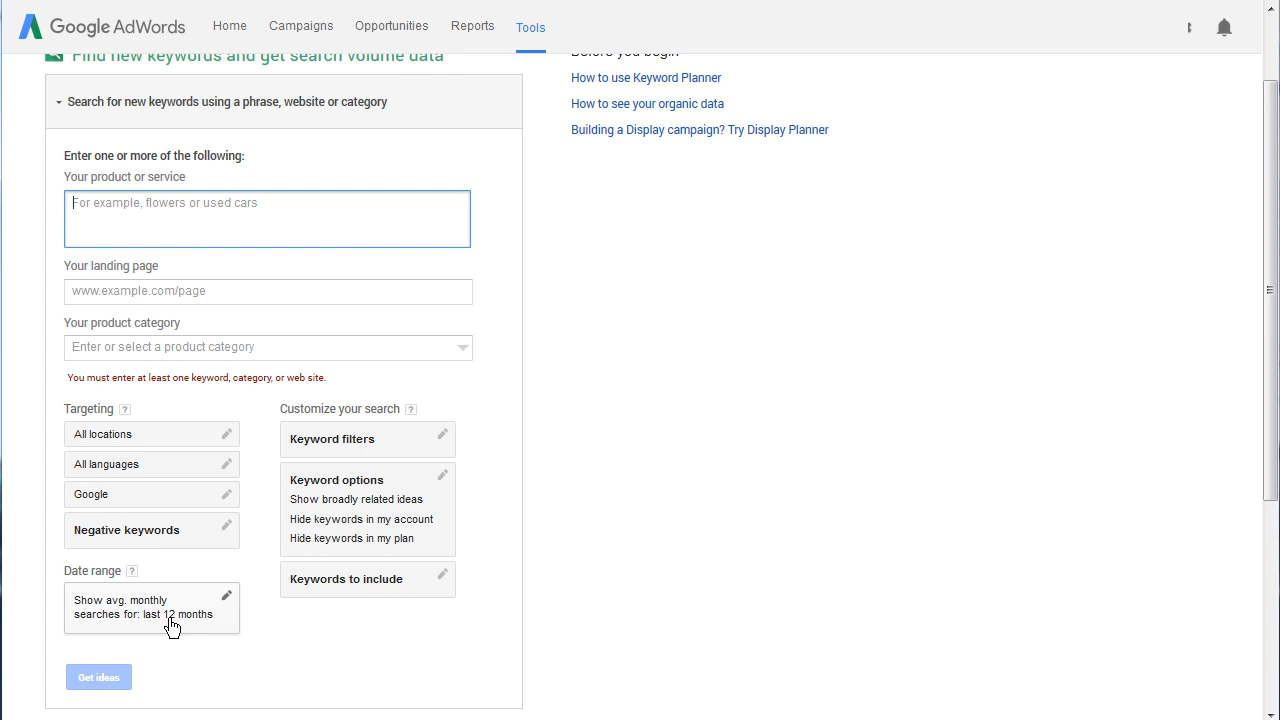 Google AdWords
Home
Campaigns
Opportunities
Reports
Tools
Find new keywords and get search volume data
Before you begin
Search for new keywords using a phrase, website or category
How to use Keyword Planner
How to see your organic data
Building a Display campaign? Try Display Planner
Enter one or more of the following:
Your product or service
For example, flowers or used cars
Your landing page
www.example.com/page
Your product category
Enter or select a product category
You must enter at least one keyword, category, or web site.
Targeting ?
All locations
All languages
Google
Negative keywords
Date range ?
Show avg. monthly
searches for: last 12 months
Customize your search ?
Keyword filters
Keyword options
Show broadly related ideas
Hide keywords in my account
Hide keywords in my plan
Keywords to include
Get ideas